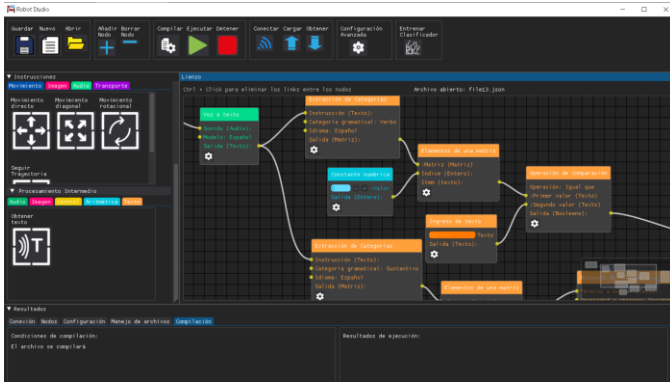 Robot Studio
Guardar Nuevo Abrir
Añadir Nodo
Borrar Nodo
Compilar Ejecutar Detener
Conectar Cargar Obtener
Configuración Avanzada
Entrenar Clasificador
▼ Instrucciones
Movimiento Imagen Audio Transporte
Movimiento directo
Movimiento diagonal
Movimiento rotacional
Seguir Trayectoria
▼ Procesamiento Intermedio
Audio Imagen Control Aritmética Texto
Obtener texto
T
Lienzo
Ctrl + Click para eliminar los links entre los nodos
Archivo abierto: file13.json
Voz a texto
Sonido (Audio):
Modelo: Español
Salida (Texto):
Extracción de Categorías
Instrucción (Texto):
Categoria gramatical: Verbo
Idioma: Español
Salida (Matriz):
Constante numérica
valor
Salida (Entero):
Elementos de una matriz
:Matriz (Matriz)
Indice (Entero):
Item (texto):
Ingreso de texto
Texto
Salida (Texto):
Operación de Comparación
Operación: Igual que
:Primer valor (Texto)
:Segundo valor (Texto)
Salida (Booleano):
Extracción de Categorías
Instrucción (Texto):
Categoria gramatical: Sustantivo
Idioma: Español
Salida (Matriz):
Elementos de una matriz
▼ Resultados
Conexión Nodos Configuración Manejo de archivos Compilación
Condiciones de compilación:
El archivo se compilará
Resultados de ejecución: